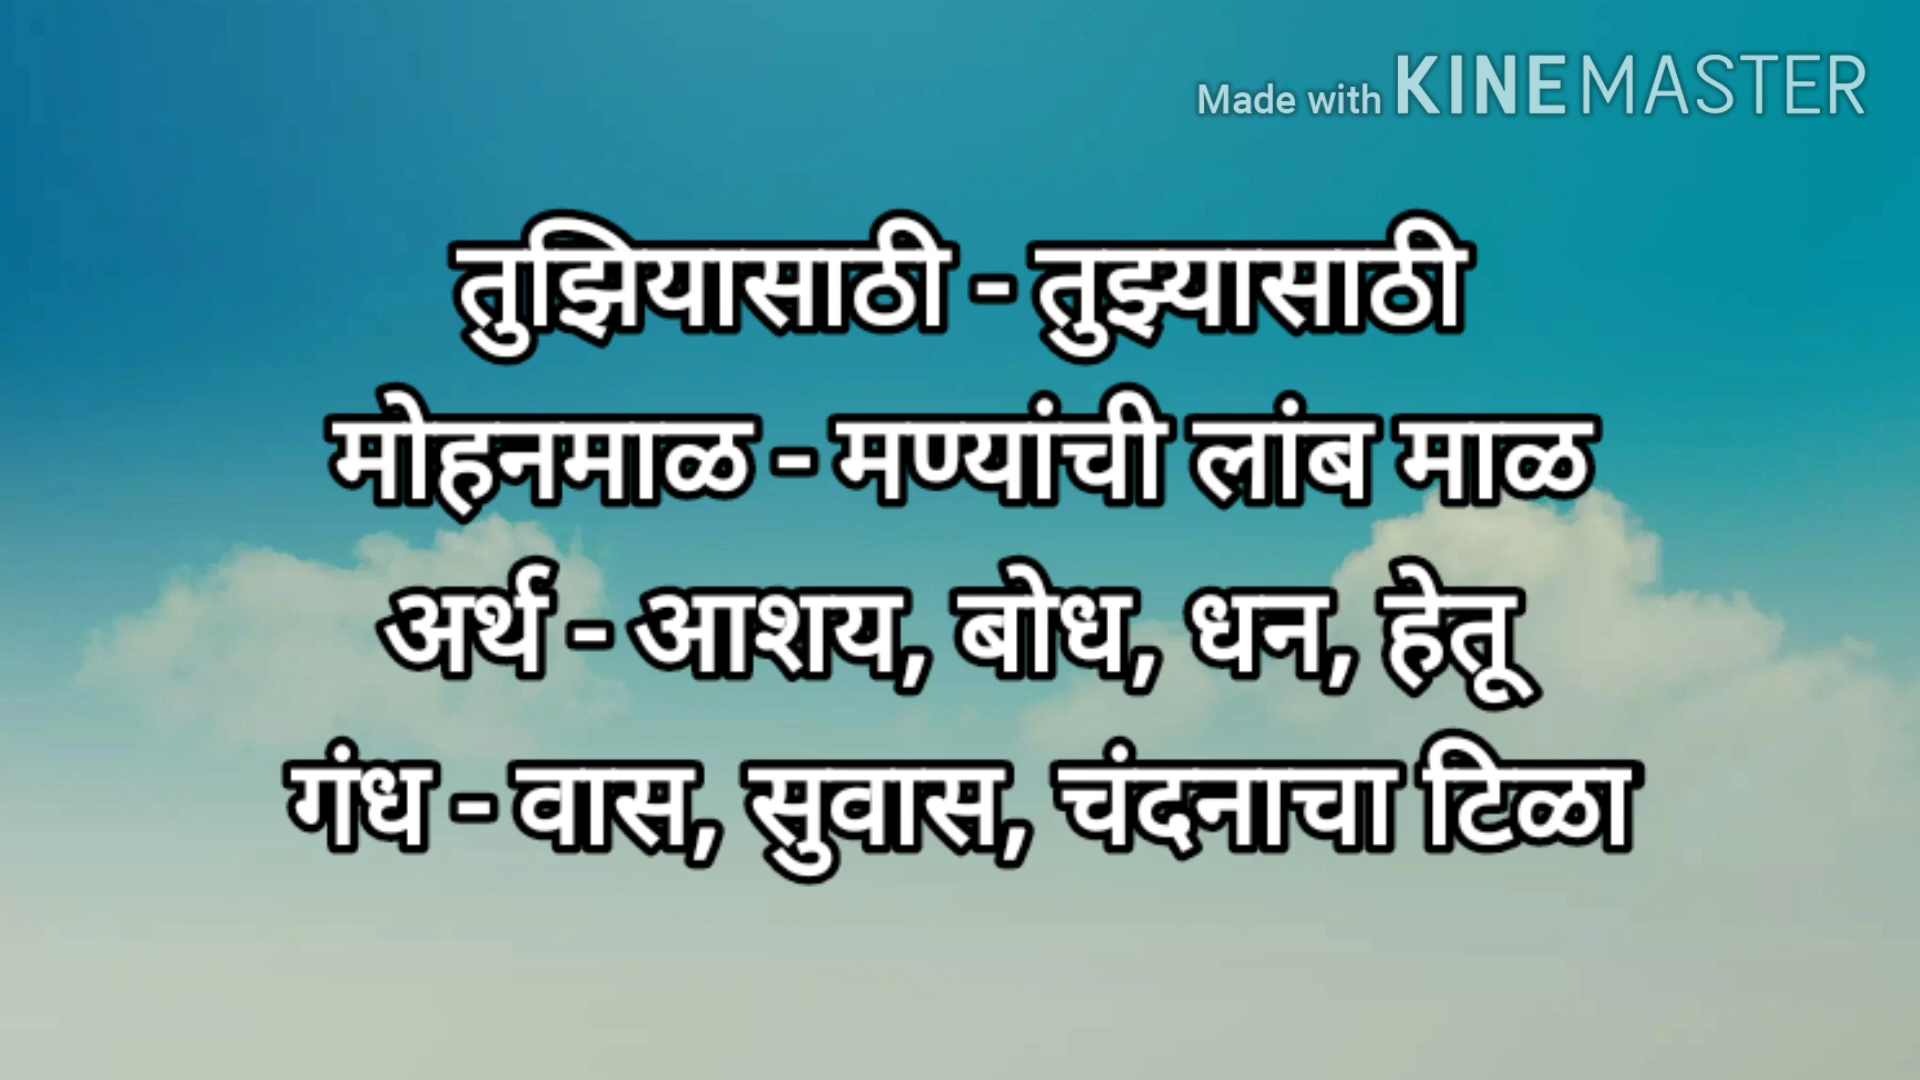 Made with KINEMASTER
तुझियासाठी - तुझ्यासाठी
मोहनमाळ - मण्यांची लांब माळ
अर्थ - आशय, बोध, धन, हेतू
गंध - वास, सुवास, चंदनाचा टिळा